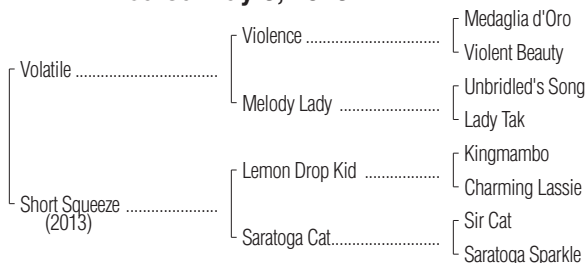 Medaglia d'Oro
Violence
Violent Beauty
Volatile
Unbridled's Song
Melody Lady
Lady Tak
Kingmambo
Lemon Drop Kid
Charming Lassie
Short Squeeze
(2013)
Sir Cat
Saratoga Cat
Saratoga Sparkle